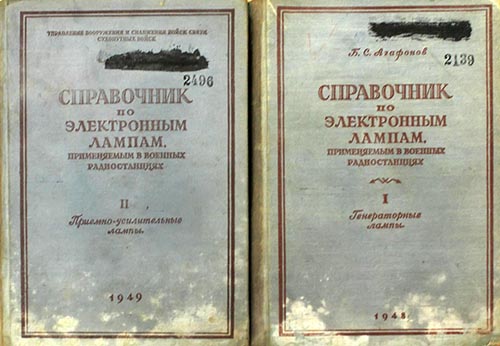 УПРАВЛЕНИЕ ВООРУЖЕНИЯ И СНАБЖЕНИЯ ВОЙСК СВЯЗИ
СУХОПУТНЫХ ВОЙСК
2496
СПРАВОЧНИК
ПО
ЭЛЕКТРОННЫМ
ЛАМПАМ,
ПРИМЕНЯЕМЫМ В ВОЕННЫХ
РАДИОСТАНЦИЯХ
II
Приемно-усилительные
лампы
1949
Б. С. Агафонов
2139
СПРАВОЧНИК
ПО
ЭЛЕКТРОННЫМ
ЛАМПАМ,
ПРИМЕНЯЕМЫМ В ВОЕННЫХ
РАДИОСТАНЦИЯХ
I
Генераторные
лампы
1948